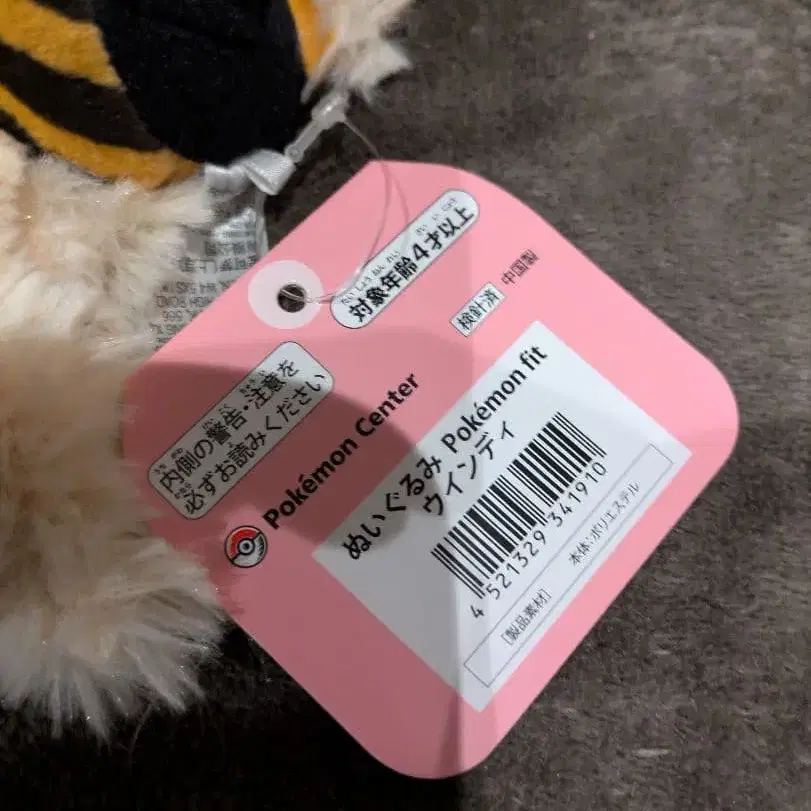 対象年齢4才以上
検針済
中国製
内側の警告・注意を
必ずお読みください
Pokémon Center
ぬいぐるみ Pokémon fit
ウインディ
4 521329 341910
[製品素材]
本体:ポリエステル